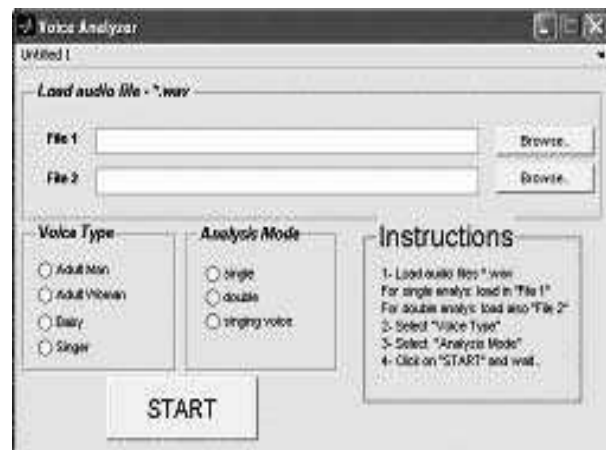 Voice Analyzer
Untitled 1
Load audio file - *.wav
File 1
Browse..
File 2
Browse..
Voice Type
Adult Man
Adult Woman
Baby
Singer
Analysis Mode
single
double
singing voice
Instructions
1- Load audio files *.wav
For single analys: load in "File 1"
For double analys: load also "File 2"
2- Select "Voice Type"
3- Select "Analysis Mode"
4- Click on "START" and wait..
START